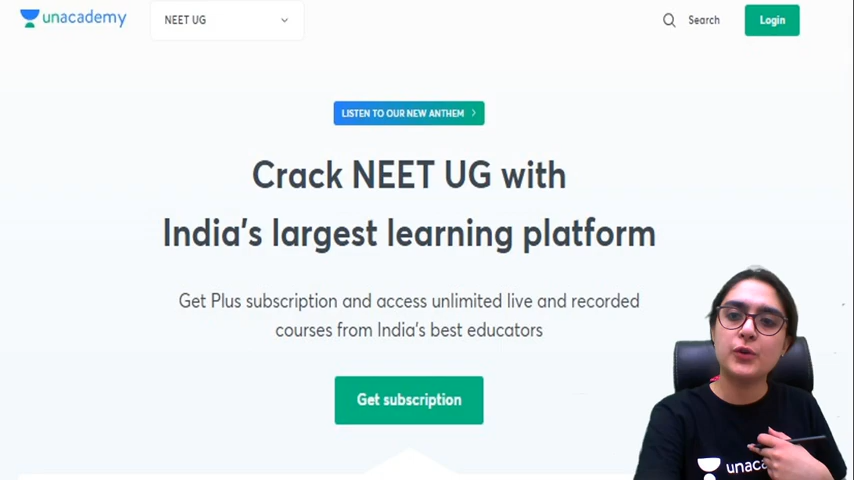 unacademy
NEET UG
Search
Login
LISTEN TO OUR NEW ANTHEM
Crack NEET UG with
India's largest learning platform
Get Plus subscription and access unlimited live and recorded
courses from India's best educators
Get subscription